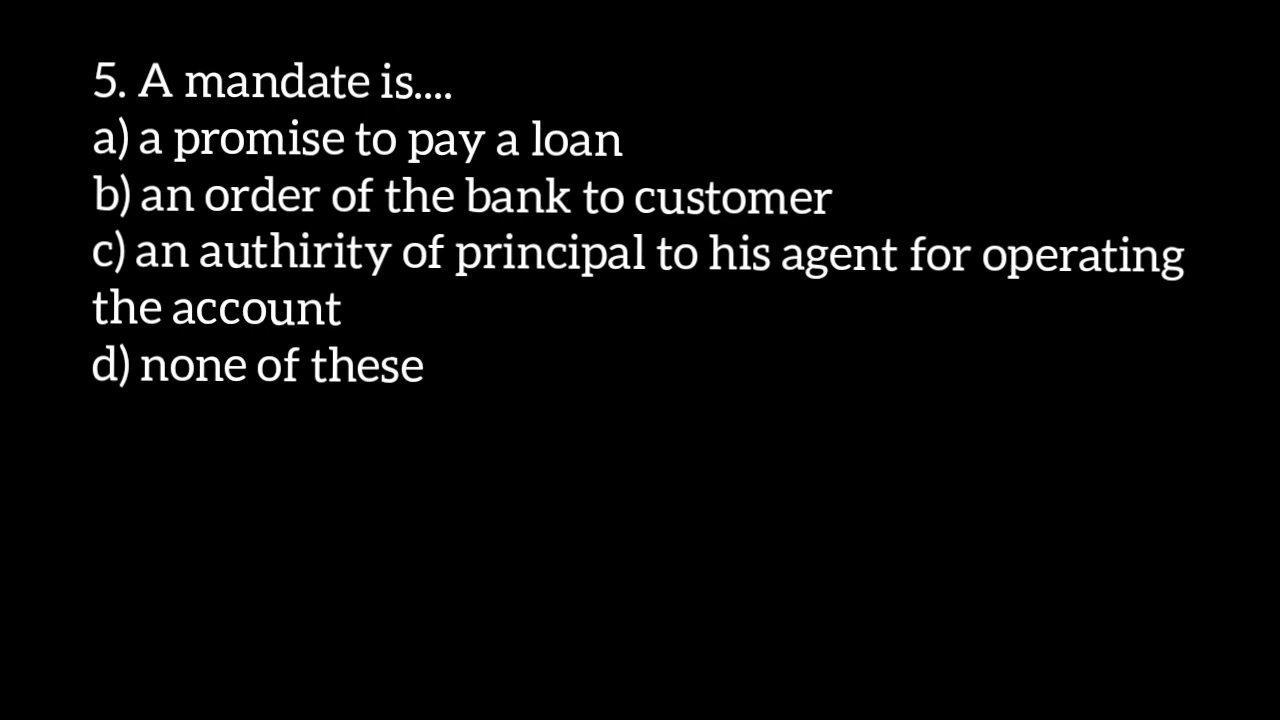 5. A mandate is....
a) a promise to pay a loan
b) an order of the bank to customer
c) an authirity of principal to his agent for operating
the account
d) none of these